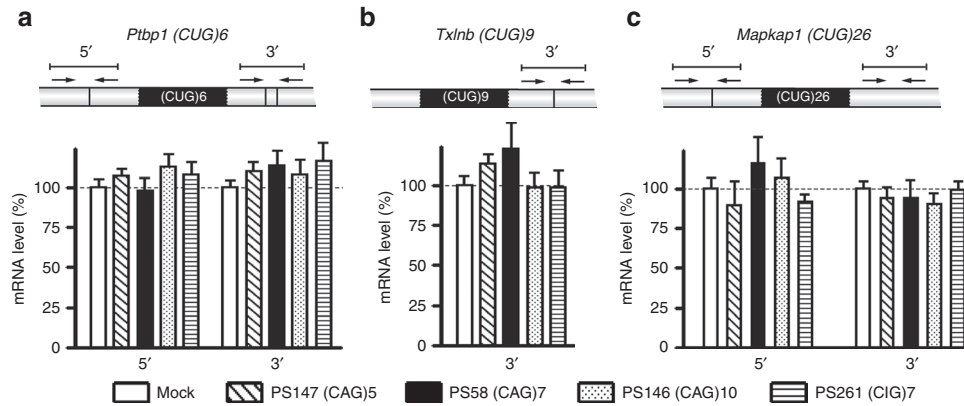 a
Ptbp1 (CUG)6
5′ 3′
(CUG)6
mRNA level (%)
100
75
50
25
0
5′ 3′
b
Txlnb (CUG)9
3′
(CUG)9
mRNA level (%)
100
75
50
25
0
3′
c
Mapkap1 (CUG)26
5′ 3′
(CUG)26
mRNA level (%)
100
75
50
25
0
5′ 3′
Mock PS147 (CAG)5 PS58 (CAG)7 PS146 (CAG)10 PS261 (CIG)7